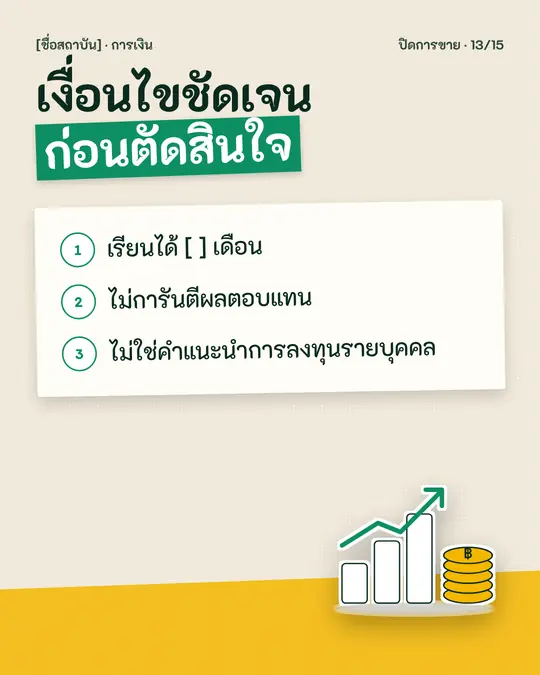 [ชื่อสถาบัน] · การเงิน
ปิดการขาย · 13/15
เงื่อนไขชัดเจน
ก่อนตัดสินใจ
1 เรียนได้ [ ] เดือน
2 ไม่การันตีผลตอบแทน
3 ไม่ใช่คำแนะนำการลงทุนรายบุคคล
฿